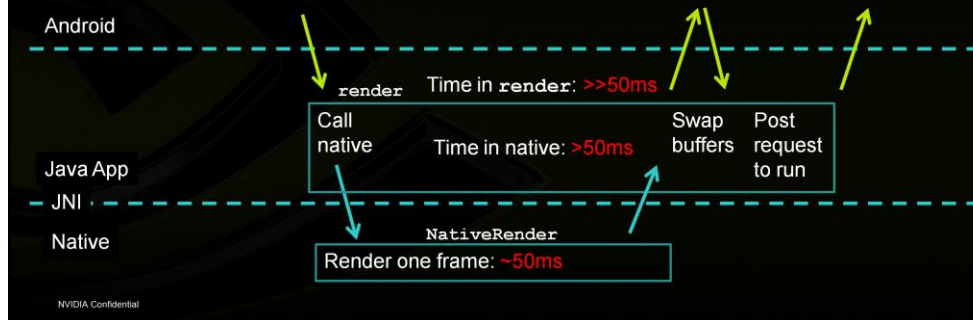 Android
render
Time in render: >>50ms
Call native
Time in native: >50ms
Swap buffers
Post request to run
Java App
JNI
Native
NativeRender
Render one frame: ~50ms
NVIDIA Confidential